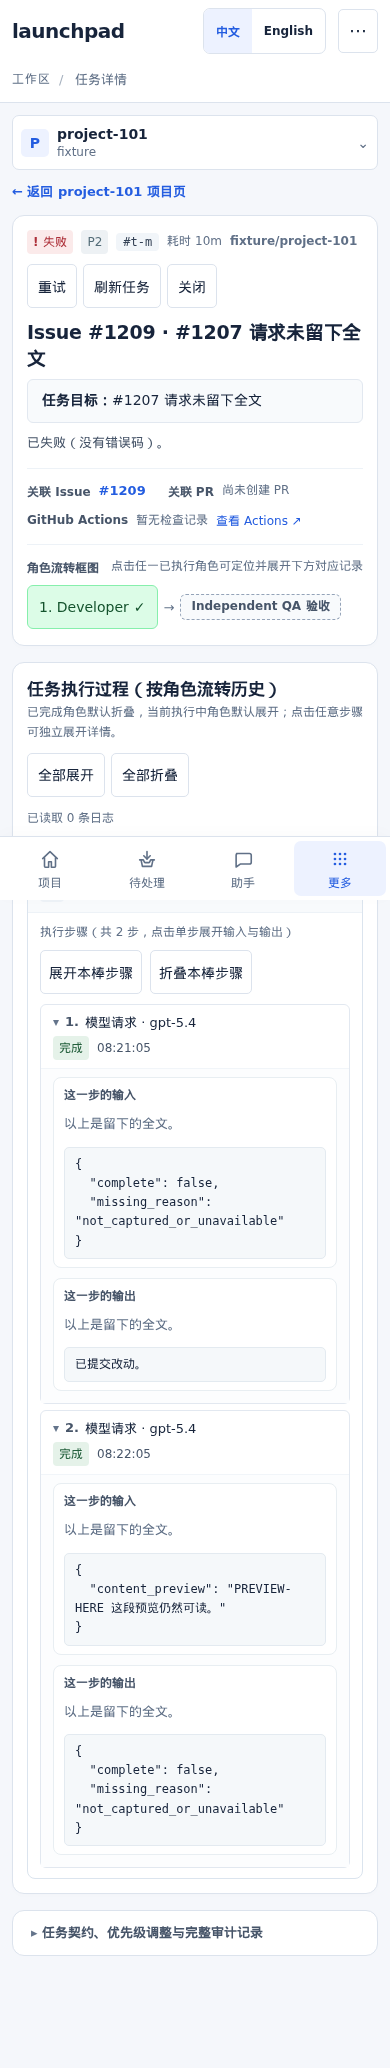 launchpad
中文 English ⋯
工作区 / 任务详情
P project-101
fixture
← 返回 project-101 项目页
! 失败 P2 #t-m 耗时 10m fixture/project-101
重试 刷新任务 关闭
Issue #1209 · #1207 请求未留下全
文
任务目标：#1207 请求未留下全文
已失败（没有错误码）。
关联 Issue #1209 关联 PR 尚未创建 PR
GitHub Actions 暂无检查记录 查看 Actions ↗
角色流转框图 点击任一已执行角色可定位并展开下方对应记录
1. Developer ✓ → Independent QA 验收
任务执行过程（按角色流转历史）
已完成角色默认折叠，当前执行中角色默认展开；点击任意步骤
可独立展开详情。
全部展开 全部折叠
已读取 0 条日志
项目 待处理 助手 更多
执行步骤（共 2 步，点击单步展开输入与输出）
展开本棒步骤 折叠本棒步骤
▾ 1. 模型请求 · gpt-5.4
完成 08:21:05
这一步的输入
以上是留下的全文。
{
"complete": false,
"missing_reason":
"not_captured_or_unavailable"
}
这一步的输出
以上是留下的全文。
已提交改动。
▾ 2. 模型请求 · gpt-5.4
完成 08:22:05
这一步的输入
以上是留下的全文。
{
"content_preview": "PREVIEW-
HERE 这段预览仍然可读。"
}
这一步的输出
以上是留下的全文。
{
"complete": false,
"missing_reason":
"not_captured_or_unavailable"
}
▸ 任务契约、优先级调整与完整审计记录